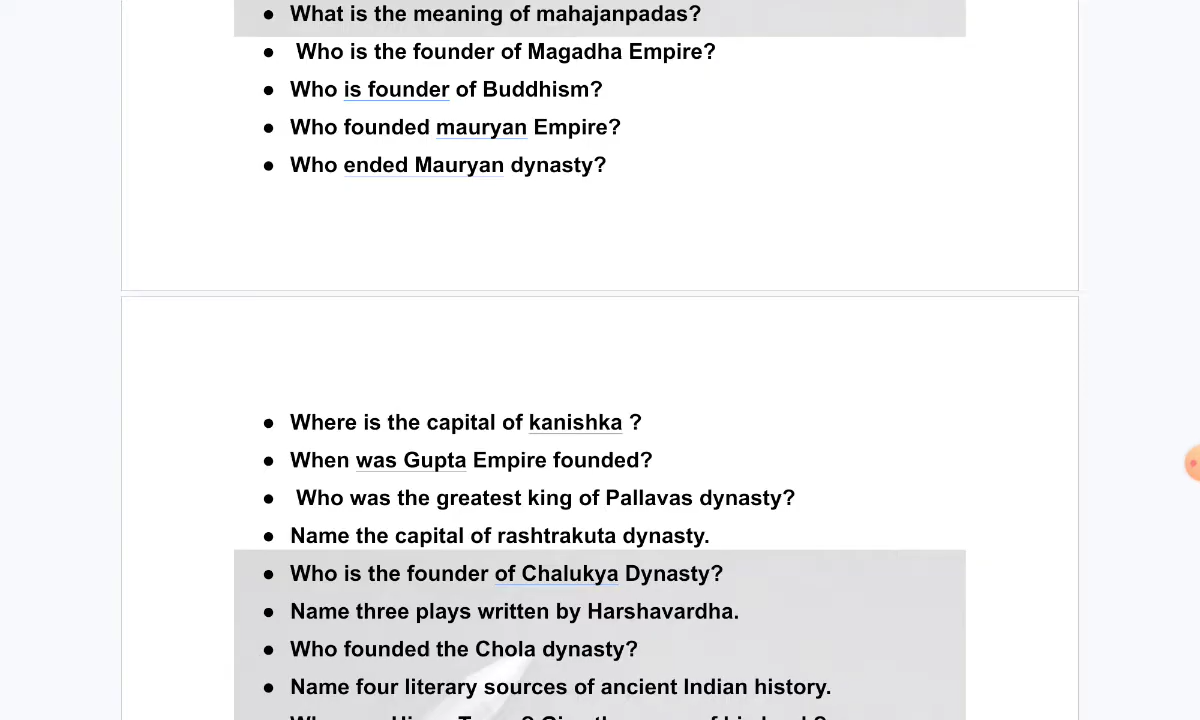 ● What is the meaning of mahajanpadas?
● Who is the founder of Magadha Empire?
● Who is founder of Buddhism?
● Who founded mauryan Empire?
● Who ended Mauryan dynasty?
● Where is the capital of kanishka ?
● When was Gupta Empire founded?
● Who was the greatest king of Pallavas dynasty?
● Name the capital of rashtrakuta dynasty.
● Who is the founder of Chalukya Dynasty?
● Name three plays written by Harshavardha.
● Who founded the Chola dynasty?
● Name four literary sources of ancient Indian history.